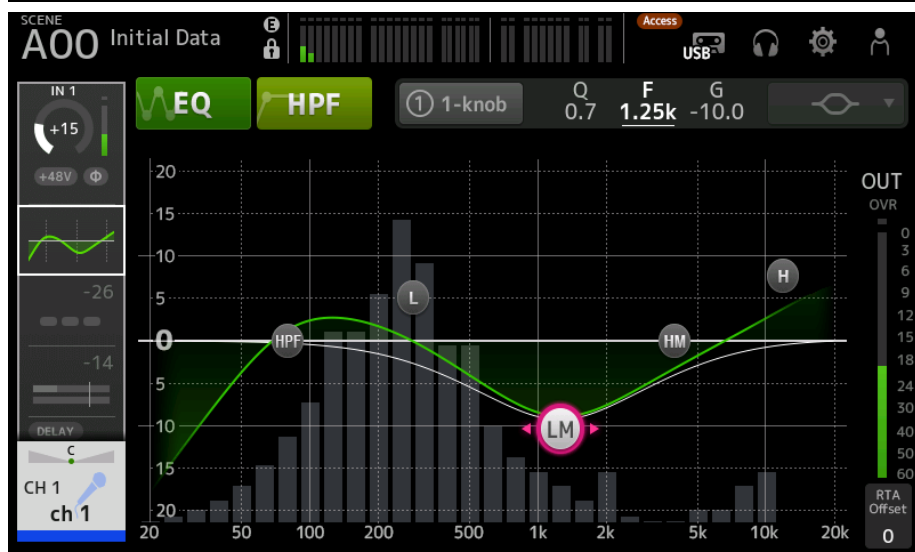 SCENE
A00 Initial Data
E
Access
USB
IN 1
+15
+48V Φ
EQ
HPF
1 1-knob
Q F G
0.7 1.25k -10.0
20
15
10
5
0
5
10
15
20
HPF
L
LM
HM
H
20 50 100 200 500 1k 2k 5k 10k 20k
-26
-14
DELAY
C
CH 1
ch 1
OUT
OVR
0
3
6
9
12
15
18
24
30
40
50
60
RTA
Offset
0